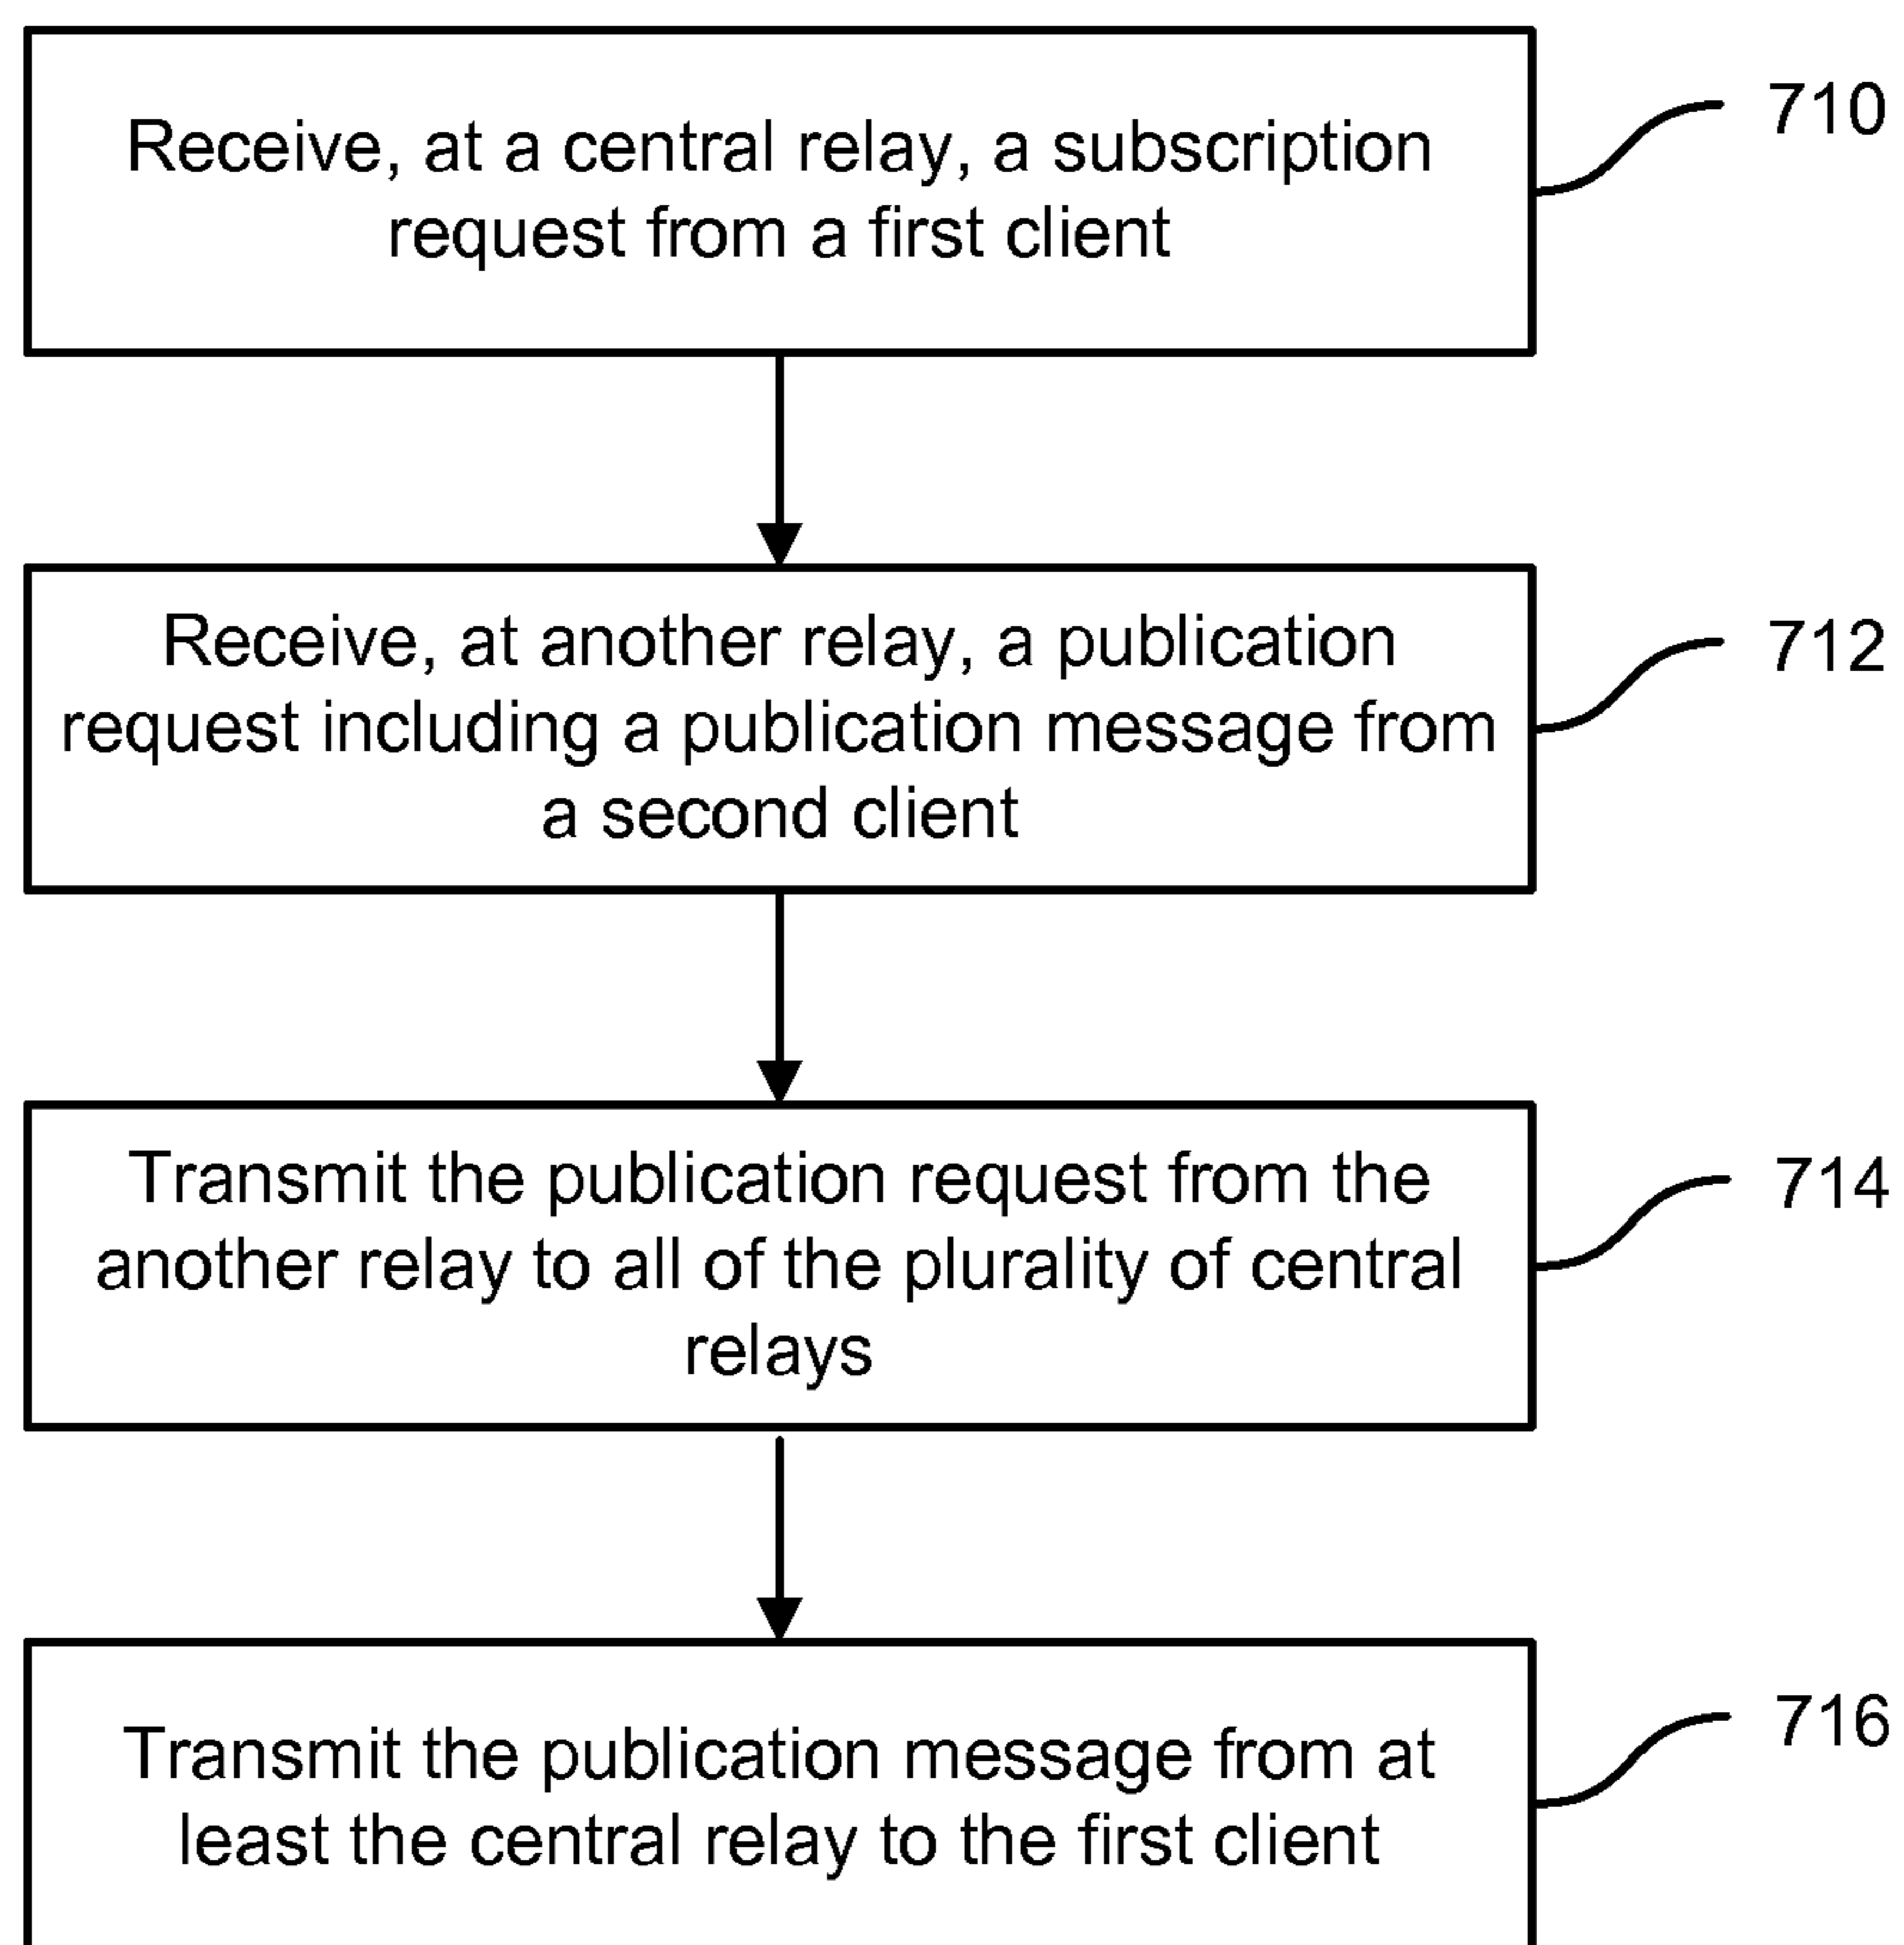 Receive, at a central relay, a subscription
request from a first client
710
Receive, at another relay, a publication
request including a publication message from
a second client
712
Transmit the publication request from the
another relay to all of the plurality of central
relays
714
Transmit the publication message from at
least the central relay to the first client
716